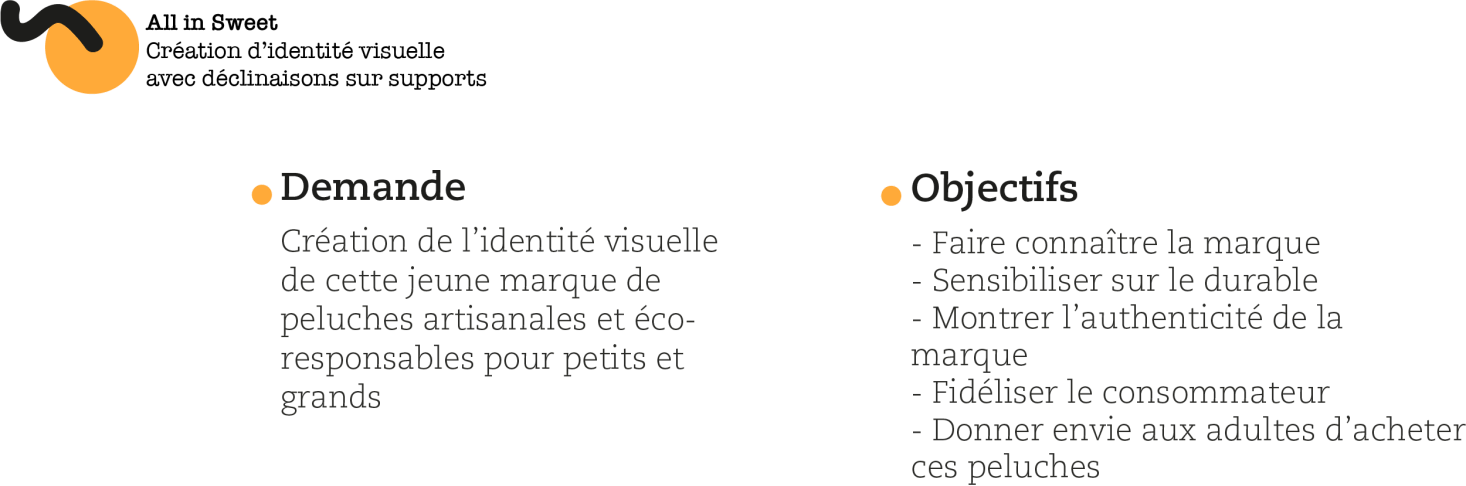 All in Sweet
Création d’identité visuelle
avec déclinaisons sur supports
Demande
Création de l’identité visuelle
de cette jeune marque de
peluches artisanales et éco-
responsables pour petits et
grands
Objectifs
- Faire connaître la marque
- Sensibiliser sur le durable
- Montrer l’authenticité de la
marque
- Fidéliser le consommateur
- Donner envie aux adultes d’acheter
ces peluches